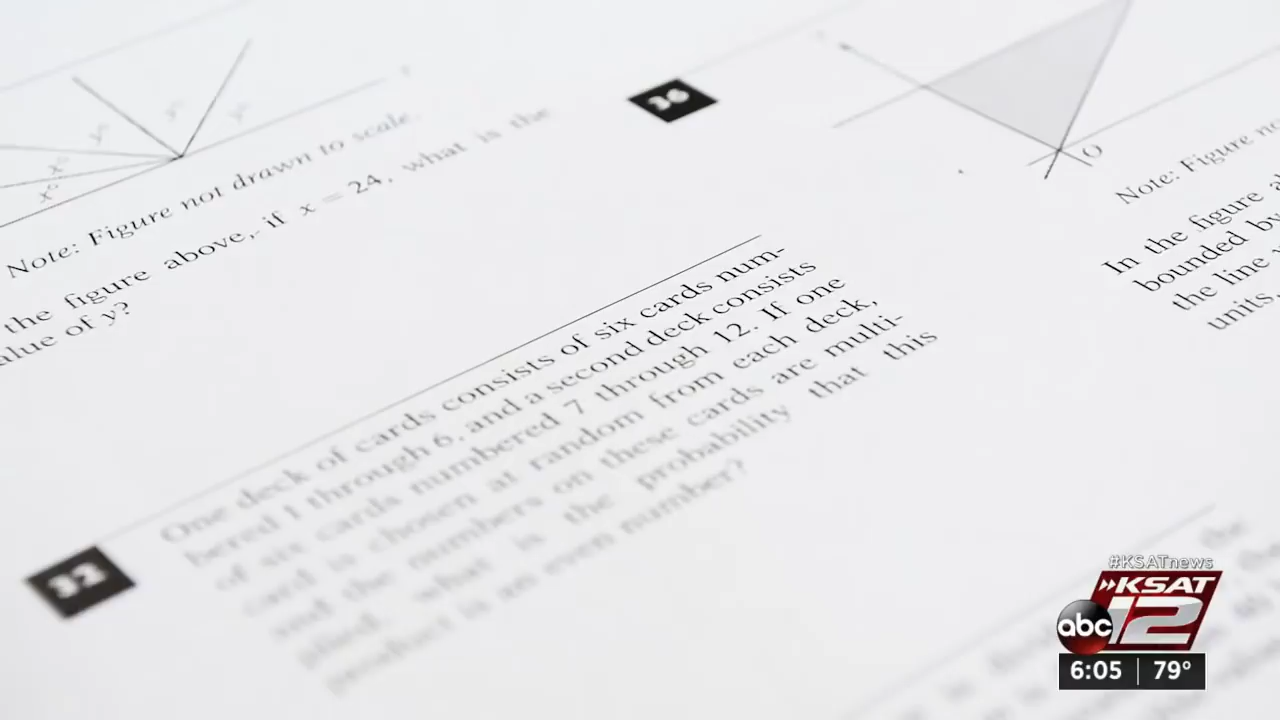 y°
y°
y°
x°
x°
Note: Figure not drawn to scale.
the figure above, if x = 24, what is the
alue of y?
32
One deck of cards consists of six cards num-
bered 1 through 6, and a second deck consists
of six cards numbered 7 through 12. If one
card is chosen at random from each deck,
and the numbers on these cards are multi-
plied, what is the probability that this
product is an even number?
36
O
Note: Figure no
In the figure a
bounded by
the line
units,
the
#KSATnews
KSAT
abc 12
6:05 79°